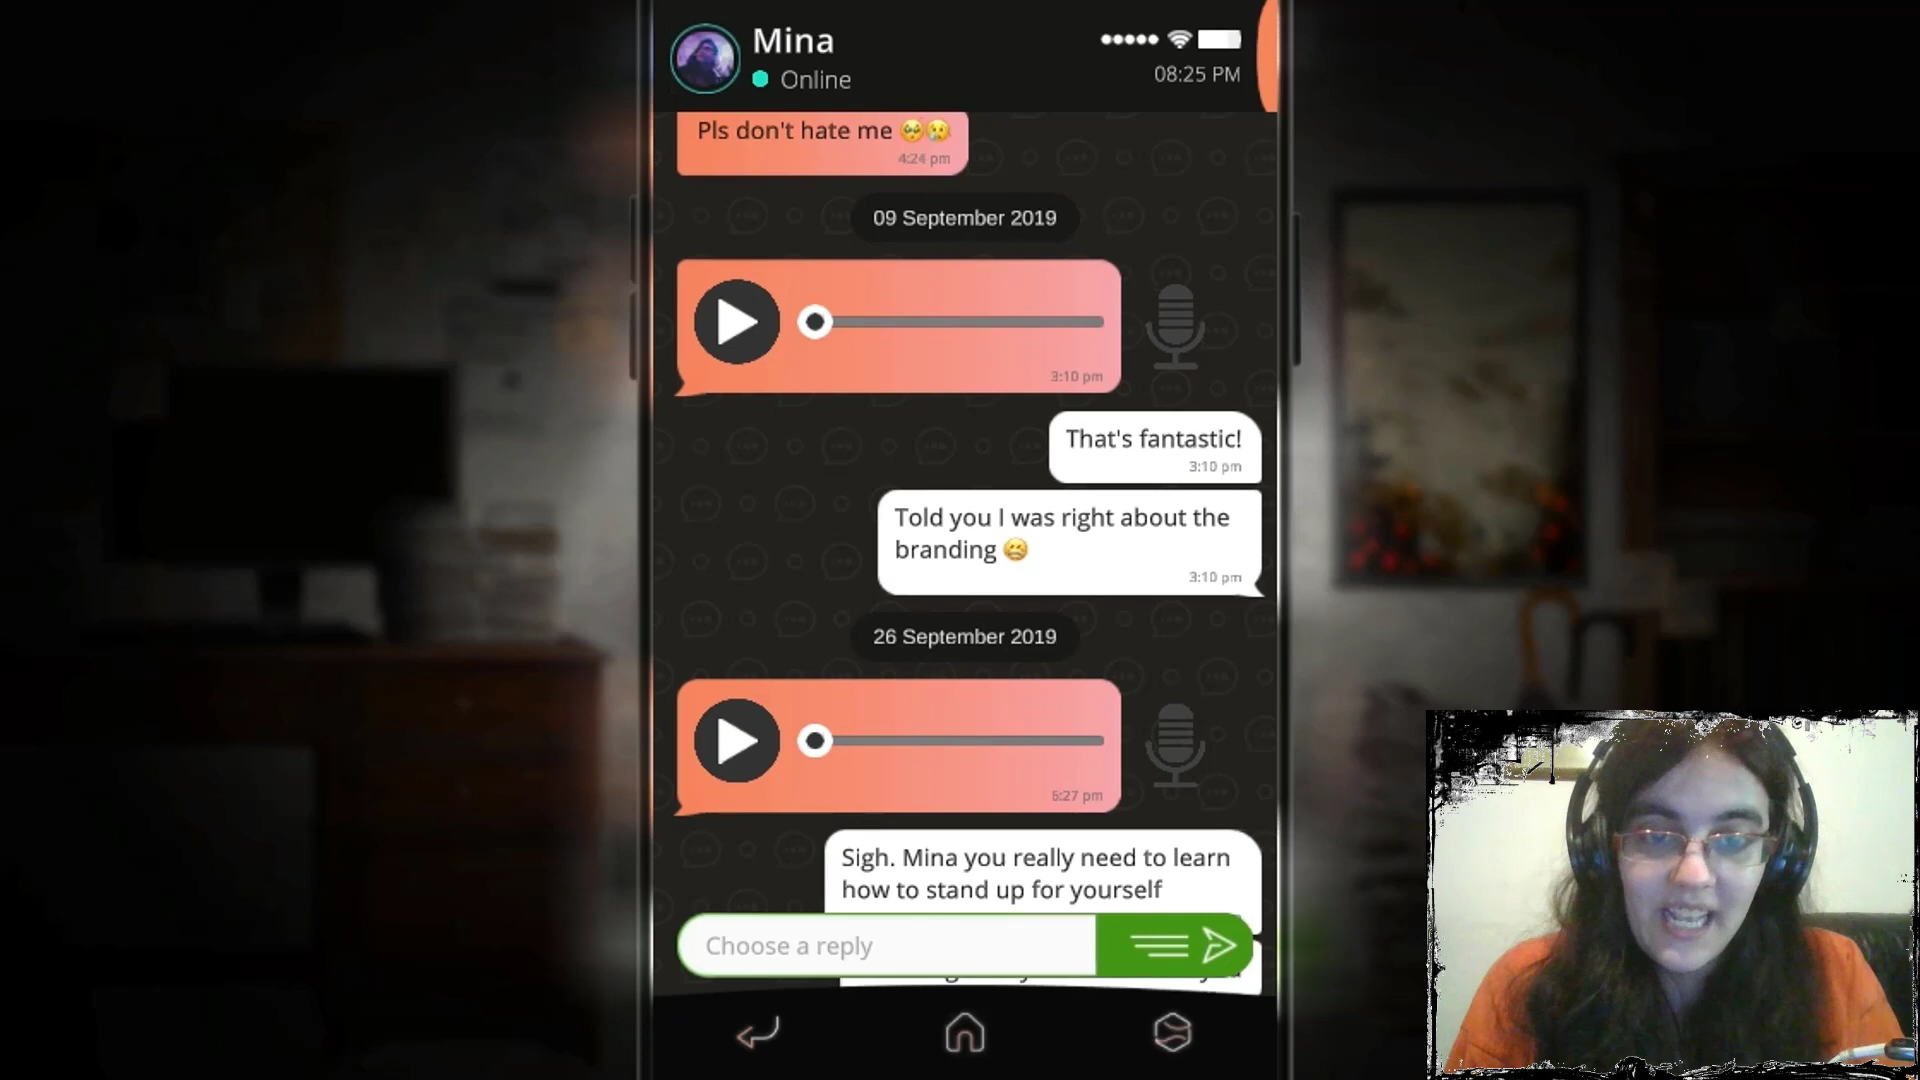 Mina
Online
08:25 PM
Pls don't hate me 🥺😢
4:24 pm
09 September 2019
3:10 pm
That's fantastic!
3:10 pm
Told you I was right about the
branding 😁
3:10 pm
26 September 2019
5:27 pm
Sigh. Mina you really need to learn
how to stand up for yourself
Choose a reply